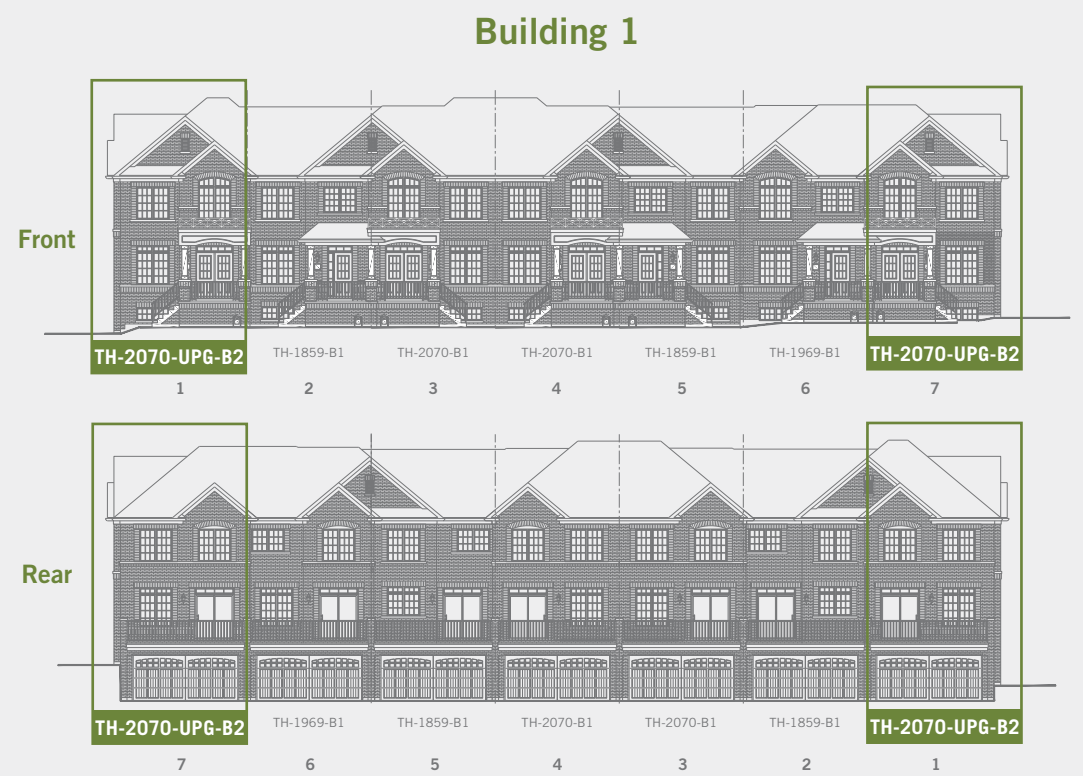 Building 1
Front
TH-2070-UPG-B2 TH-1859-B1 TH-2070-B1 TH-2070-B1 TH-1859-B1 TH-1969-B1 TH-2070-UPG-B2
1 2 3 4 5 6 7
Rear
TH-2070-UPG-B2 TH-1969-B1 TH-1859-B1 TH-2070-B1 TH-2070-B1 TH-1859-B1 TH-2070-UPG-B2
7 6 5 4 3 2 1